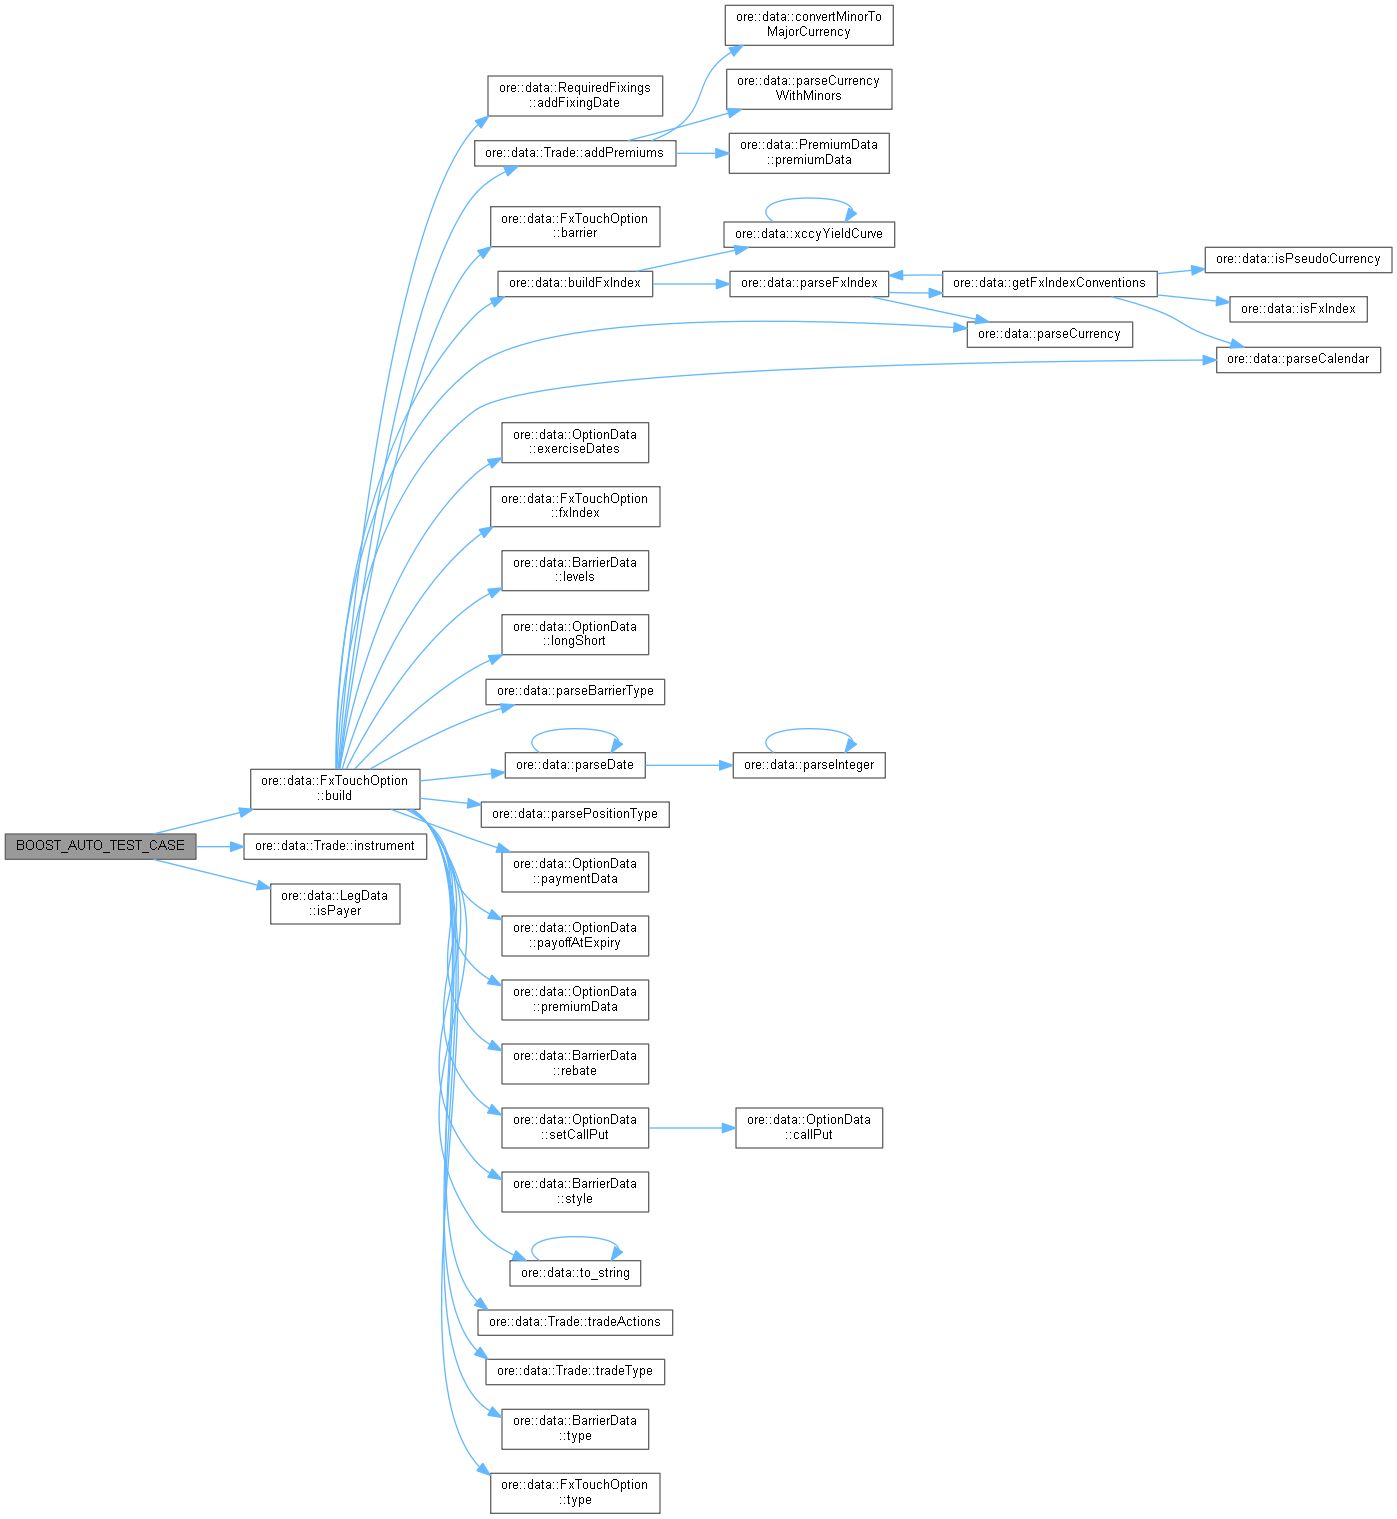 ore::data::convertMinorTo
MajorCurrency
ore::data::parseCurrency
WithMinors
ore::data::RequiredFixings
::addFixingDate
ore::data::Trade::addPremiums
ore::data::PremiumData
::premiumData
ore::data::FxTouchOption
::barrier
ore::data::xccyYieldCurve
ore::data::isPseudoCurrency
ore::data::buildFxIndex
ore::data::parseFxIndex
ore::data::getFxIndexConventions
ore::data::isFxIndex
ore::data::parseCurrency
ore::data::parseCalendar
ore::data::OptionData
::exerciseDates
ore::data::FxTouchOption
::fxIndex
ore::data::BarrierData
::levels
ore::data::OptionData
::longShort
ore::data::parseBarrierType
ore::data::parseDate
ore::data::parseInteger
ore::data::FxTouchOption
::build
ore::data::parsePositionType
BOOST_AUTO_TEST_CASE
ore::data::Trade::instrument
ore::data::OptionData
::paymentData
ore::data::LegData
::isPayer
ore::data::OptionData
::payoffAtExpiry
ore::data::OptionData
::premiumData
ore::data::BarrierData
::rebate
ore::data::OptionData
::setCallPut
ore::data::OptionData
::callPut
ore::data::BarrierData
::style
ore::data::to_string
ore::data::Trade::tradeActions
ore::data::Trade::tradeType
ore::data::BarrierData
::type
ore::data::FxTouchOption
::type